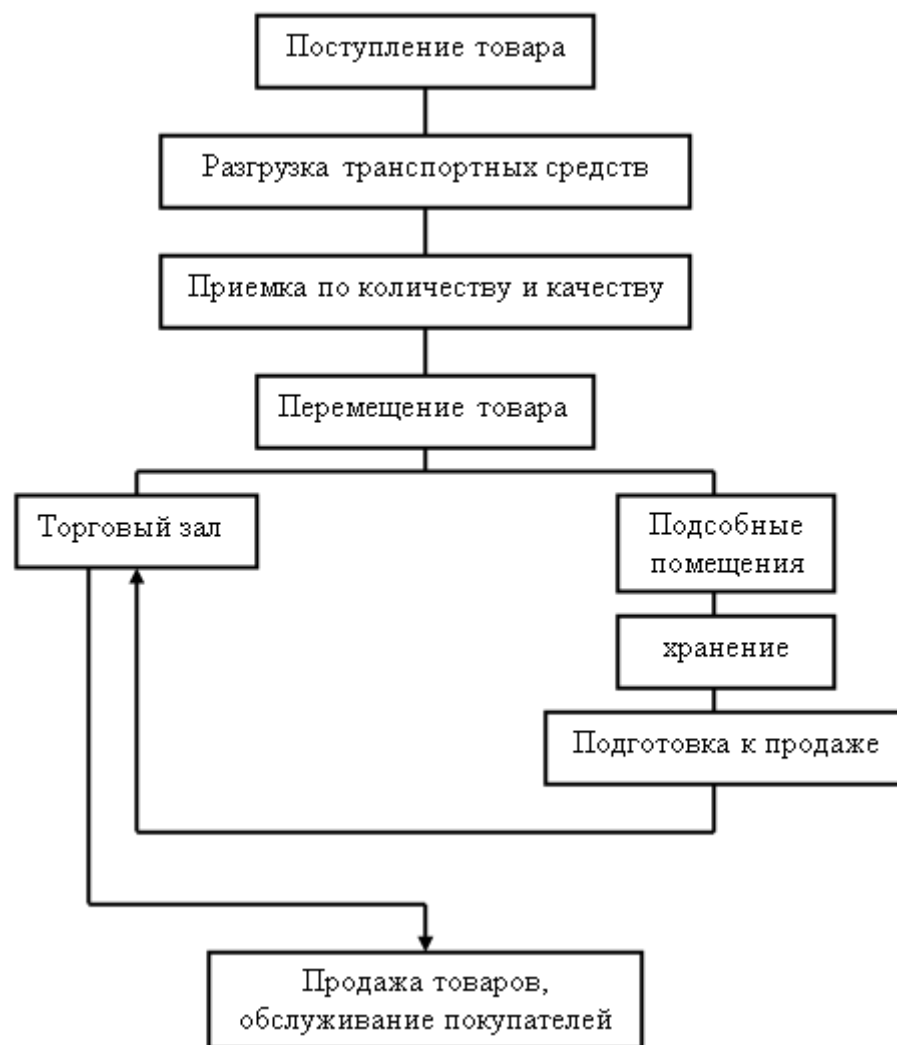 Поступление товара
Разгрузка транспортных средств
Приемка по количеству и качеству
Перемещение товара
Торговый зал
Подсобные
помещения
хранение
Подготовка к продаже
Продажа товаров,
обслуживание покупателей